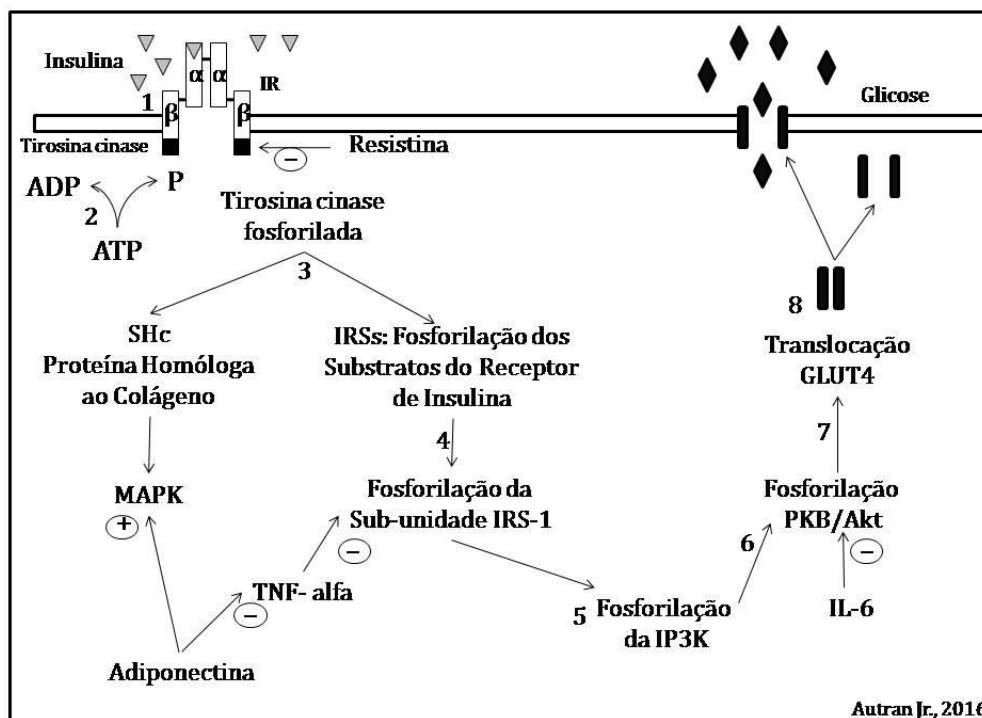 Insulina
α α
IR
1
β β
Glicose
Tirosina cinase
− Resistina
ADP
P
2
ATP
Tirosina cinase
fosforilada
3
8
SHc
Proteína Homóloga
ao Colágeno
IRSs: Fosforilação dos
Substratos do Receptor
de Insulina
Translocação
GLUT4
4
7
MAPK
+
Fosforilação da
Sub-unidade IRS-1
−
Fosforilação
PKB/Akt
6
−
TNF- alfa
−
5
Fosforilação
da IP3K
IL-6
Adiponectina
Autran Jr., 2016